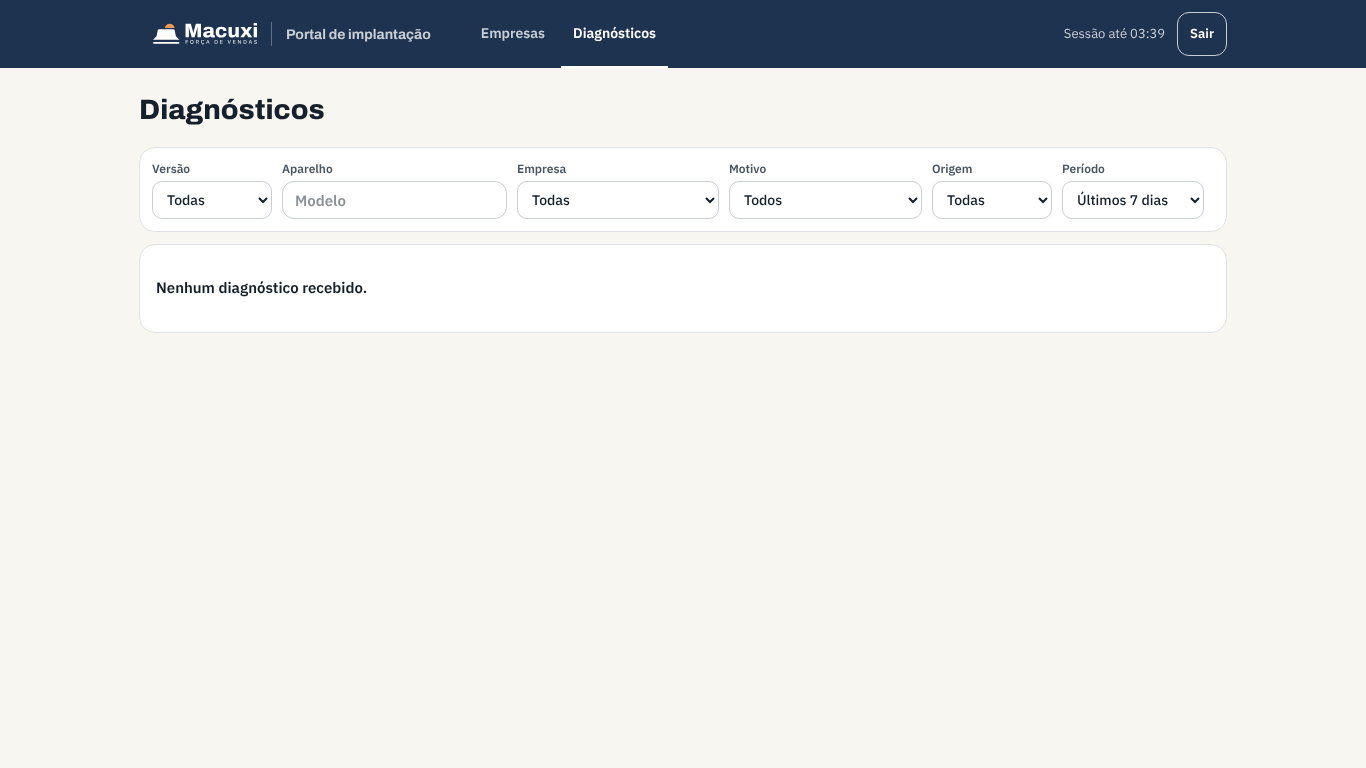 Macuxi
FORÇA DE VENDAS
Portal de implantação
Empresas
Diagnósticos
Sessão até 03:39
Sair
Diagnósticos
Versão
Aparelho
Empresa
Motivo
Origem
Período
Todas
Modelo
Todas
Todos
Todas
Últimos 7 dias
Nenhum diagnóstico recebido.